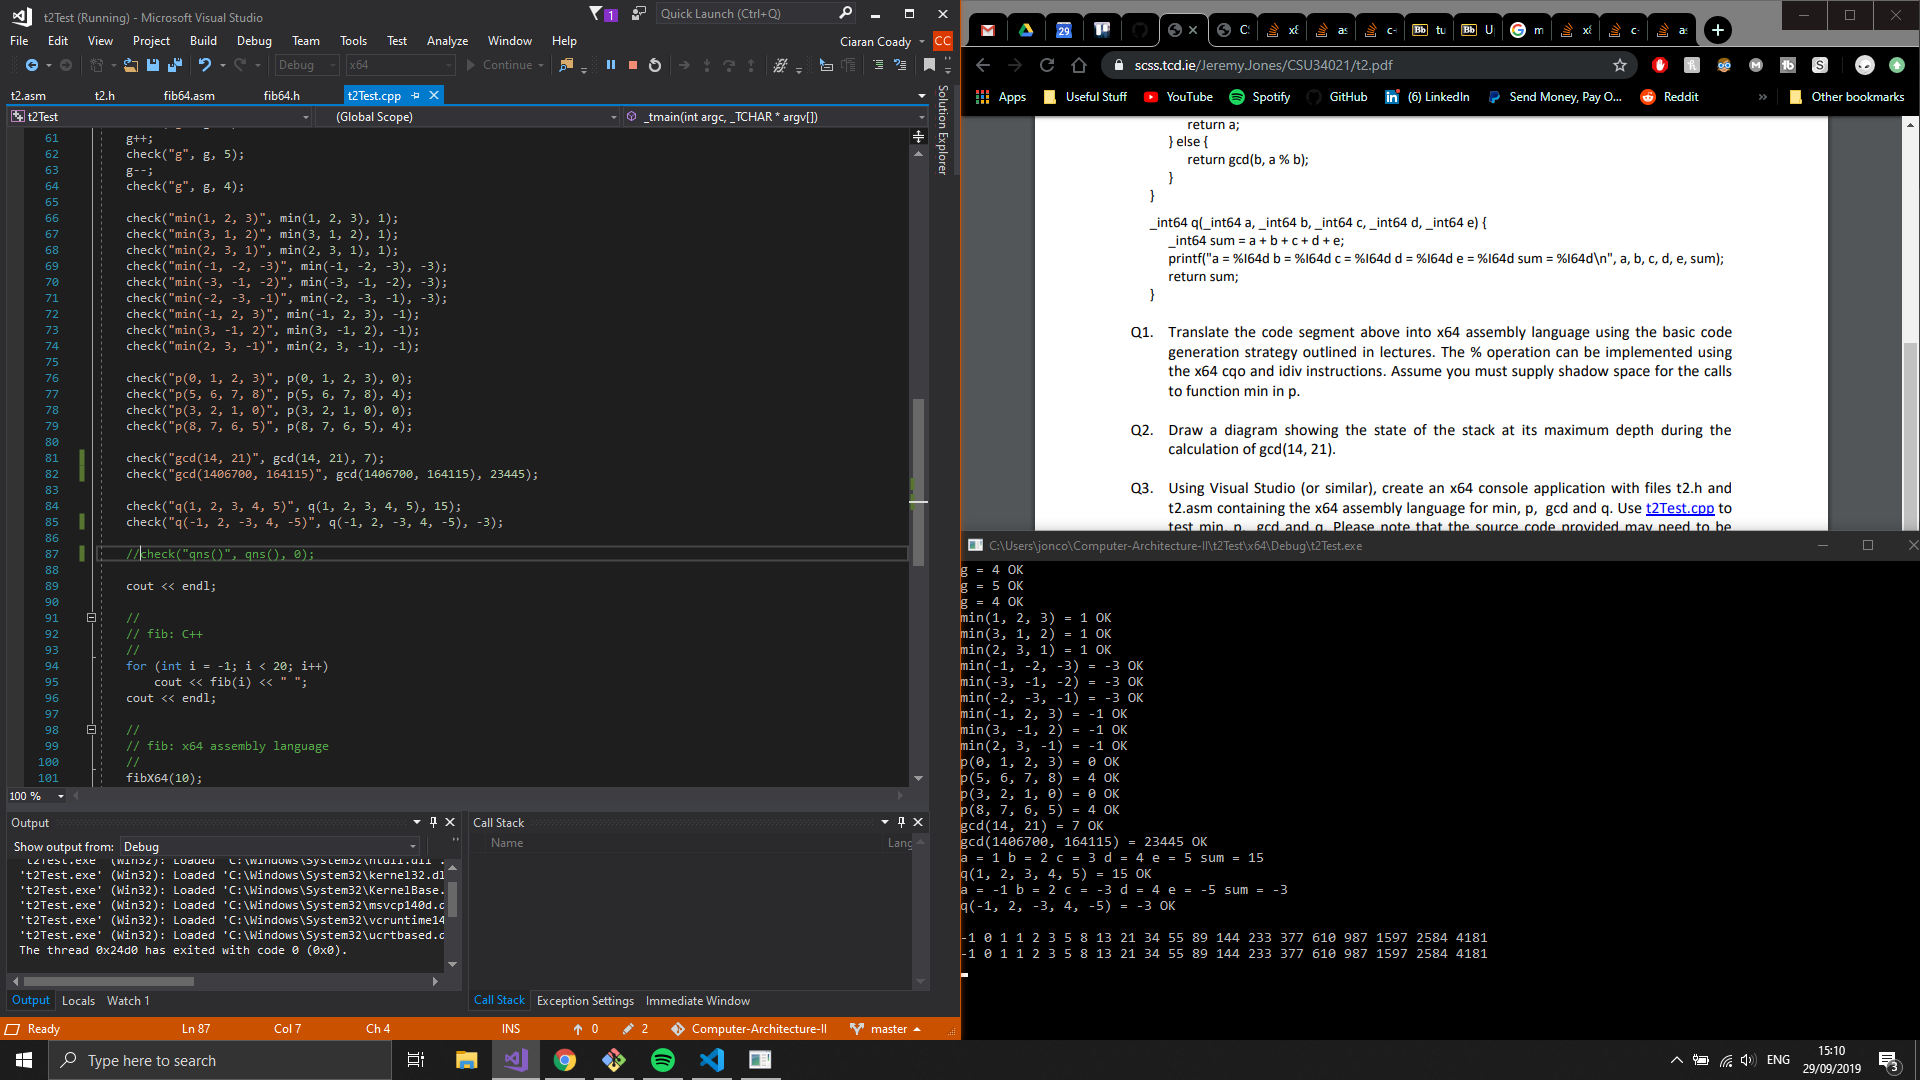 t2Test (Running) - Microsoft Visual Studio
1
Quick Launch (Ctrl+Q)
File Edit View Project Build Debug Team Tools Test Analyze Window Help
Ciaran Coady CC
Debug x64 Continue
t2.asm t2.h fib64.asm fib64.h t2Test.cpp
t2Test (Global Scope) _tmain(int argc, _TCHAR * argv[])
Solution Explorer
61 g++;
62 check("g", g, 5);
63 g--;
64 check("g", g, 4);
65
66 check("min(1, 2, 3)", min(1, 2, 3), 1);
67 check("min(3, 1, 2)", min(3, 1, 2), 1);
68 check("min(2, 3, 1)", min(2, 3, 1), 1);
69 check("min(-1, -2, -3)", min(-1, -2, -3), -3);
70 check("min(-3, -1, -2)", min(-3, -1, -2), -3);
71 check("min(-2, -3, -1)", min(-2, -3, -1), -3);
72 check("min(-1, 2, 3)", min(-1, 2, 3), -1);
73 check("min(3, -1, 2)", min(3, -1, 2), -1);
74 check("min(2, 3, -1)", min(2, 3, -1), -1);
75
76 check("p(0, 1, 2, 3)", p(0, 1, 2, 3), 0);
77 check("p(5, 6, 7, 8)", p(5, 6, 7, 8), 4);
78 check("p(3, 2, 1, 0)", p(3, 2, 1, 0), 0);
79 check("p(8, 7, 6, 5)", p(8, 7, 6, 5), 4);
80
81 check("gcd(14, 21)", gcd(14, 21), 7);
82 check("gcd(1406700, 164115)", gcd(1406700, 164115), 23445);
83
84 check("q(1, 2, 3, 4, 5)", q(1, 2, 3, 4, 5), 15);
85 check("q(-1, 2, -3, 4, -5)", q(-1, 2, -3, 4, -5), -3);
86
87 //check("qns()", qns(), 0);
88
89 cout << endl;
90
91 //
92 // fib: C++
93 //
94 for (int i = -1; i < 20; i++)
95 cout << fib(i) << " ";
96 cout << endl;
97
98 //
99 // fib: x64 assembly language
100 //
101 fibX64(10);
100 %
Output
Show output from: Debug
't2Test.exe' (Win32): Loaded 'C:\Windows\System32\ntdll.dll'.
't2Test.exe' (Win32): Loaded 'C:\Windows\System32\kernel32.dl
't2Test.exe' (Win32): Loaded 'C:\Windows\System32\KernelBase.
't2Test.exe' (Win32): Loaded 'C:\Windows\System32\msvcp140d.d
't2Test.exe' (Win32): Loaded 'C:\Windows\System32\vcruntime14
't2Test.exe' (Win32): Loaded 'C:\Windows\System32\ucrtbased.d
The thread 0x24d0 has exited with code 0 (0x0).
Output Locals Watch 1
Call Stack
Name Lang
Call Stack Exception Settings Immediate Window
Ready Ln 87 Col 7 Ch 4 INS 0 2 Computer-Architecture-II master
29 C x8 as c- Bb tu Bb U G m x8 c- as
scss.tcd.ie/JeremyJones/CSU34021/t2.pdf
Apps Useful Stuff YouTube Spotify GitHub (6) LinkedIn Send Money, Pay O... Reddit » Other bookmarks
return a;
} else {
return gcd(b, a % b);
}
}
_int64 q(_int64 a, _int64 b, _int64 c, _int64 d, _int64 e) {
_int64 sum = a + b + c + d + e;
printf("a = %I64d b = %I64d c = %I64d d = %I64d e = %I64d sum = %I64d\n", a, b, c, d, e, sum);
return sum;
}
Q1. Translate the code segment above into x64 assembly language using the basic code
generation strategy outlined in lectures. The % operation can be implemented using
the x64 cqo and idiv instructions. Assume you must supply shadow space for the calls
to function min in p.
Q2. Draw a diagram showing the state of the stack at its maximum depth during the
calculation of gcd(14, 21).
Q3. Using Visual Studio (or similar), create an x64 console application with files t2.h and
t2.asm containing the x64 assembly language for min, p, gcd and q. Use t2Test.cpp to
test min, p, gcd and q. Please note that the source code provided may need to be
C:\Users\jonco\Computer-Architecture-II\t2Test\x64\Debug\t2Test.exe
g = 4 OK
g = 5 OK
g = 4 OK
min(1, 2, 3) = 1 OK
min(3, 1, 2) = 1 OK
min(2, 3, 1) = 1 OK
min(-1, -2, -3) = -3 OK
min(-3, -1, -2) = -3 OK
min(-2, -3, -1) = -3 OK
min(-1, 2, 3) = -1 OK
min(3, -1, 2) = -1 OK
min(2, 3, -1) = -1 OK
p(0, 1, 2, 3) = 0 OK
p(5, 6, 7, 8) = 4 OK
p(3, 2, 1, 0) = 0 OK
p(8, 7, 6, 5) = 4 OK
gcd(14, 21) = 7 OK
gcd(1406700, 164115) = 23445 OK
a = 1 b = 2 c = 3 d = 4 e = 5 sum = 15
q(1, 2, 3, 4, 5) = 15 OK
a = -1 b = 2 c = -3 d = 4 e = -5 sum = -3
q(-1, 2, -3, 4, -5) = -3 OK
-1 0 1 1 2 3 5 8 13 21 34 55 89 144 233 377 610 987 1597 2584 4181
-1 0 1 1 2 3 5 8 13 21 34 55 89 144 233 377 610 987 1597 2584 4181
Type here to search
ENG
15:10
29/09/2019
3